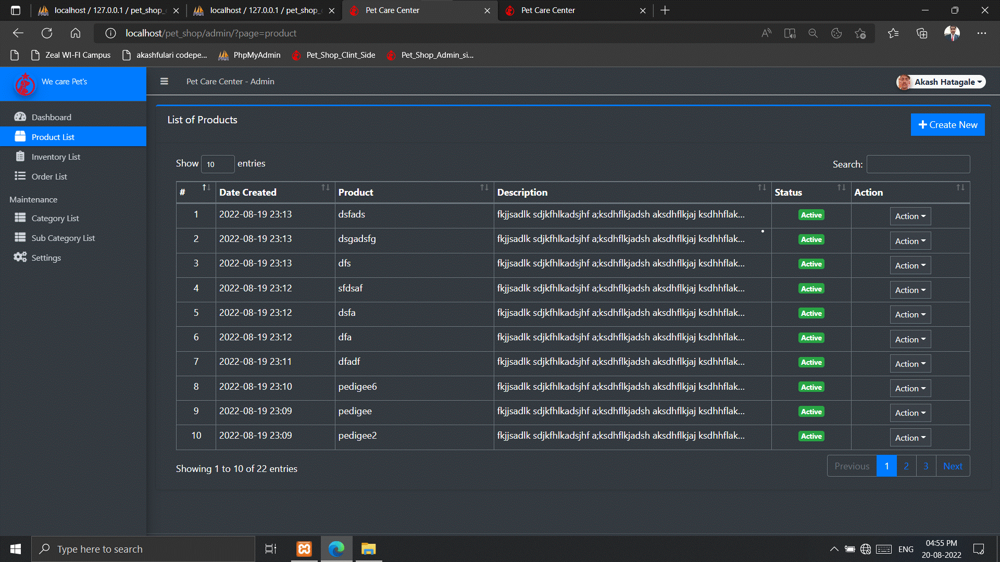 localhost / 127.0.0.1 / pet_shop_
localhost / 127.0.0.1 / pet_shop_
Pet Care Center
Pet Care Center
localhost/pet_shop/admin/?page=product
Zeal WI-FI Campus
akashfulari codepe...
PhpMyAdmin
Pet_Shop_Clint_Side
Pet_Shop_Admin_si...
We care Pet's
Pet Care Center - Admin
Akash Hatagale
Dashboard
Product List
Inventory List
Order List
Maintenance
Category List
Sub Category List
Settings
List of Products
Create New
Show 10 entries
Search:
# Date Created Product Description Status Action
1 2022-08-19 23:13 dsfads fkjjsadlk sdjkfhlkadsjhf a;ksdhflkjadsh aksdhflkjaj ksdhhflak... Active Action
2 2022-08-19 23:13 dsgadsfg fkjjsadlk sdjkfhlkadsjhf a;ksdhflkjadsh aksdhflkjaj ksdhhflak... Active Action
3 2022-08-19 23:13 dfs fkjjsadlk sdjkfhlkadsjhf a;ksdhflkjadsh aksdhflkjaj ksdhhflak... Active Action
4 2022-08-19 23:12 sfdsaf fkjjsadlk sdjkfhlkadsjhf a;ksdhflkjadsh aksdhflkjaj ksdhhflak... Active Action
5 2022-08-19 23:12 dsfa fkjjsadlk sdjkfhlkadsjhf a;ksdhflkjadsh aksdhflkjaj ksdhhflak... Active Action
6 2022-08-19 23:12 dfa fkjjsadlk sdjkfhlkadsjhf a;ksdhflkjadsh aksdhflkjaj ksdhhflak... Active Action
7 2022-08-19 23:11 dfadf fkjjsadlk sdjkfhlkadsjhf a;ksdhflkjadsh aksdhflkjaj ksdhhflak... Active Action
8 2022-08-19 23:10 pedigee6 fkjjsadlk sdjkfhlkadsjhf a;ksdhflkjadsh aksdhflkjaj ksdhhflak... Active Action
9 2022-08-19 23:09 pedigee fkjjsadlk sdjkfhlkadsjhf a;ksdhflkjadsh aksdhflkjaj ksdhhflak... Active Action
10 2022-08-19 23:09 pedigee2 fkjjsadlk sdjkfhlkadsjhf a;ksdhflkjadsh aksdhflkjaj ksdhhflak... Active Action
Showing 1 to 10 of 22 entries
Previous 1 2 3 Next
Type here to search
ENG
04:55 PM
20-08-2022